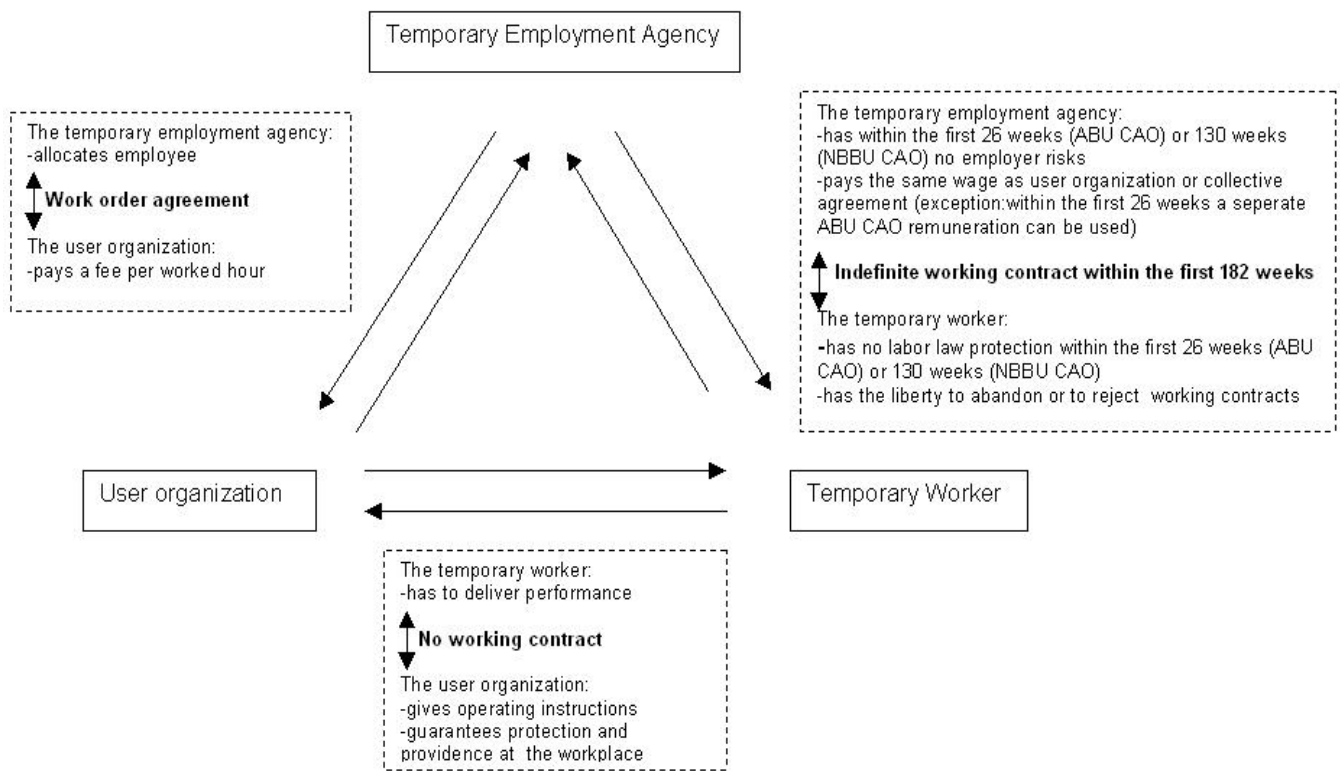 Temporary Employment Agency
The temporary employment agency:
-allocates employee
Work order agreement
The user organization:
-pays a fee per worked hour
The temporary employment agency:
-has within the first 26 weeks (ABU CAO) or 130 weeks
(NBBU CAO) no employer risks
-pays the same wage as user organization or collective
agreement (exception:within the first 26 weeks a seperate
ABU CAO remuneration can be used)
Indefinite working contract within the first 182 weeks
The temporary worker:
-has no labor law protection within the first 26 weeks (ABU
CAO) or 130 weeks (NBBU CAO)
-has the liberty to abandon or to reject working contracts
User organization
Temporary Worker
The temporary worker:
-has to deliver performance
No working contract
The user organization:
-gives operating instructions
-guarantees protection and
providence at the workplace